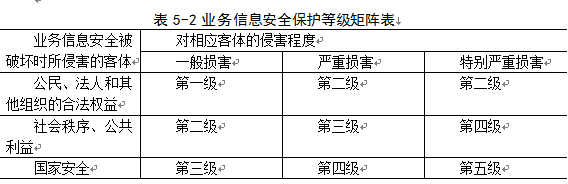 表 5-2 业务信息安全保护等级矩阵表
业务信息安全被破坏时所侵害的客体 对相应客体的侵害程度
一般损害 严重损害 特别严重损害
公民、法人和其他组织的合法权益 第一级 第二级 第二级
社会秩序、公共利益 第二级 第三级 第四级
国家安全 第三级 第四级 第五级